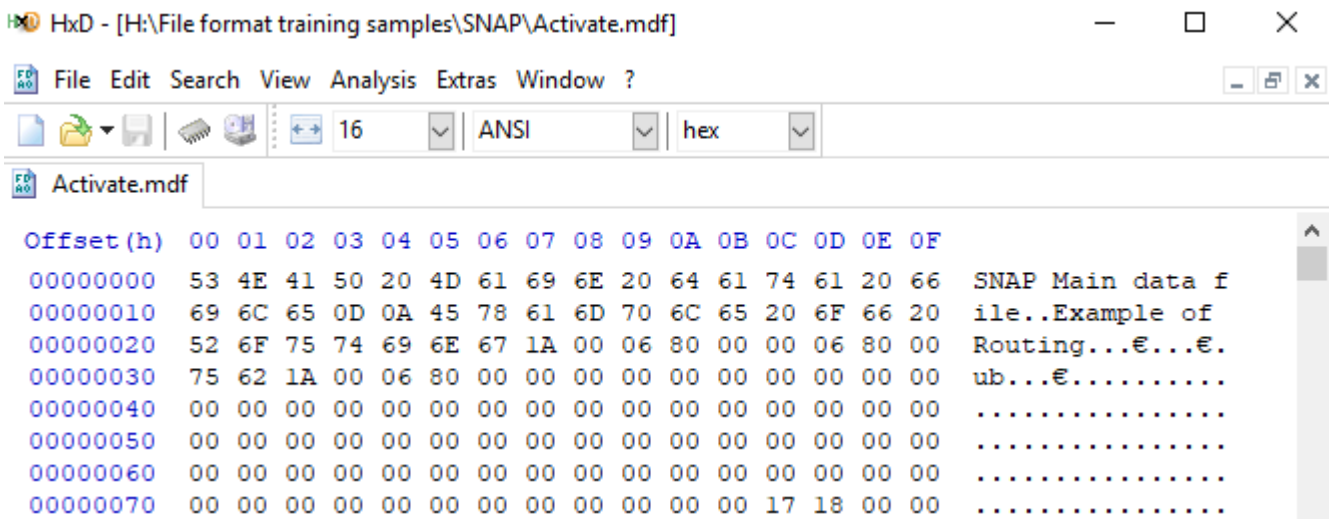 HxD - [H:\File format training samples\SNAP\Activate.mdf]
File Edit Search View Analysis Extras Window ?
16 ANSI hex
Activate.mdf
Offset(h) 00 01 02 03 04 05 06 07 08 09 0A 0B 0C 0D 0E 0F
00000000 53 4E 41 50 20 4D 61 69 6E 20 64 61 74 61 20 66 SNAP Main data f
00000010 69 6C 65 0D 0A 45 78 61 6D 70 6C 65 20 6F 66 20 ile..Example of
00000020 52 6F 75 74 69 6E 67 1A 00 06 80 00 00 06 80 00 Routing...€...€.
00000030 75 62 1A 00 06 80 00 00 00 00 00 00 00 00 00 00 ub...€..........
00000040 00 00 00 00 00 00 00 00 00 00 00 00 00 00 00 00 ................
00000050 00 00 00 00 00 00 00 00 00 00 00 00 00 00 00 00 ................
00000060 00 00 00 00 00 00 00 00 00 00 00 00 00 00 00 00 ................
00000070 00 00 00 00 00 00 00 00 00 00 00 00 17 18 00 00 ................